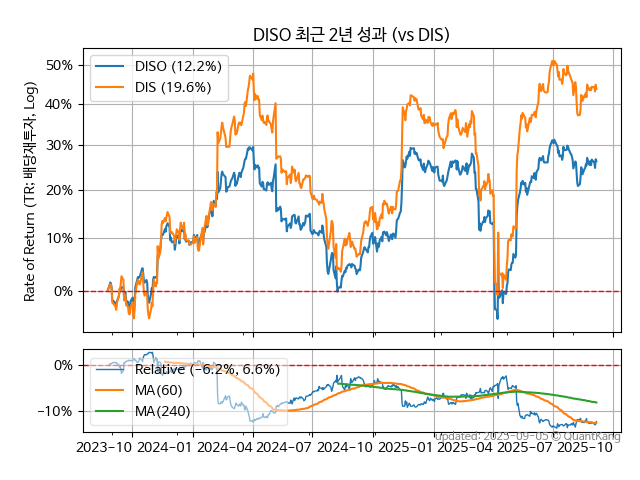 DISO 최근 2년 성과 (vs DIS)
Rate of Return (TR: 배당재투자, Log)
50%
40%
30%
20%
10%
0%
DISO (12.2%)
DIS (19.6%)
0%
−10%
Relative (−6.2%, 6.6%)
MA(60)
MA(240)
2023-10 2024-01 2024-04 2024-07 2024-10 2025-01 2025-04 2025-07 2025-10
Updated: 2025-09-05 © QuantKang